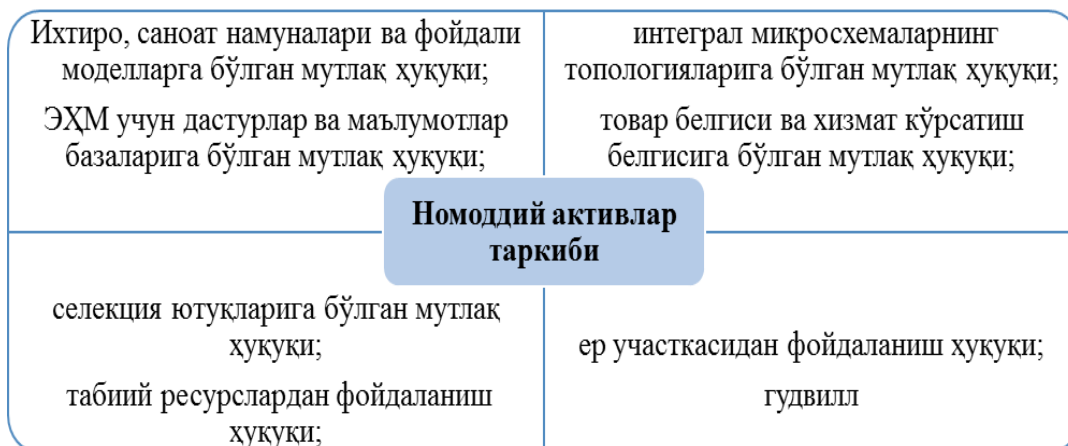 Ихтиро, саноат намуналари ва фойдали
моделларга бўлган мутлақ ҳуқуқи;
ЭҲМ учун дастурлар ва маълумотлар
базаларига бўлган мутлақ ҳуқуқи;
интеграл микросхемаларнинг
топологияларига бўлган мутлақ ҳуқуқи;
товар белгиси ва хизмат кўрсатиш
белгисига бўлган мутлақ ҳуқуқи;
Номоддий активлар
таркиби
селекция ютуқларига бўлган мутлақ
ҳуқуқи;
табиий ресурслардан фойдаланиш
ҳуқуқи;
ер участкасидан фойдаланиш ҳуқуқи;
гудвилл